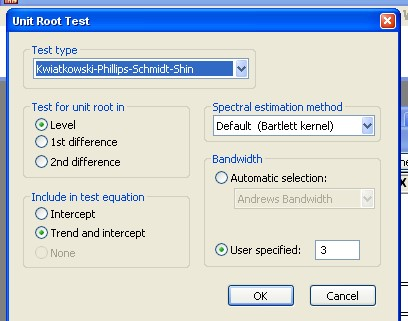 Unit Root Test
Test type
Kwiatkowski-Phillips-Schmidt-Shin
Test for unit root in
Level
1st difference
2nd difference
Include in test equation
Intercept
Trend and intercept
None
Spectral estimation method
Default (Bartlett kernel)
Bandwidth
Automatic selection:
Andrews Bandwidth
User specified: 3
OK
Cancel